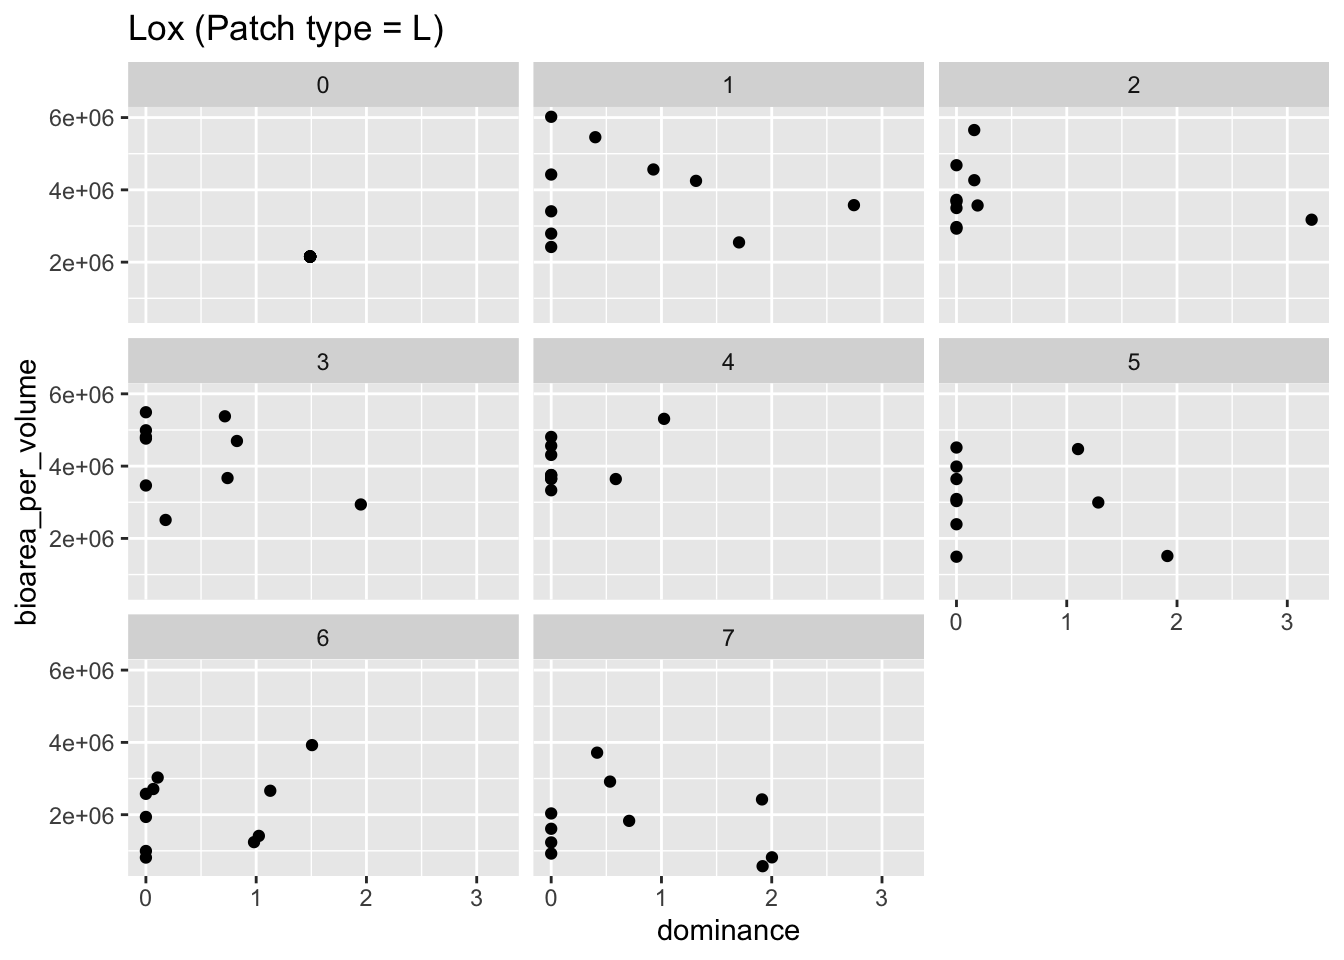 Lox (Patch type = L)
0 1 2
6e+06
4e+06
2e+06
3 4 5
6e+06
4e+06
2e+06
0 1 2 3
6 7
6e+06
4e+06
2e+06
0 1 2 3 0 1 2 3
dominance
bioarea_per_volume